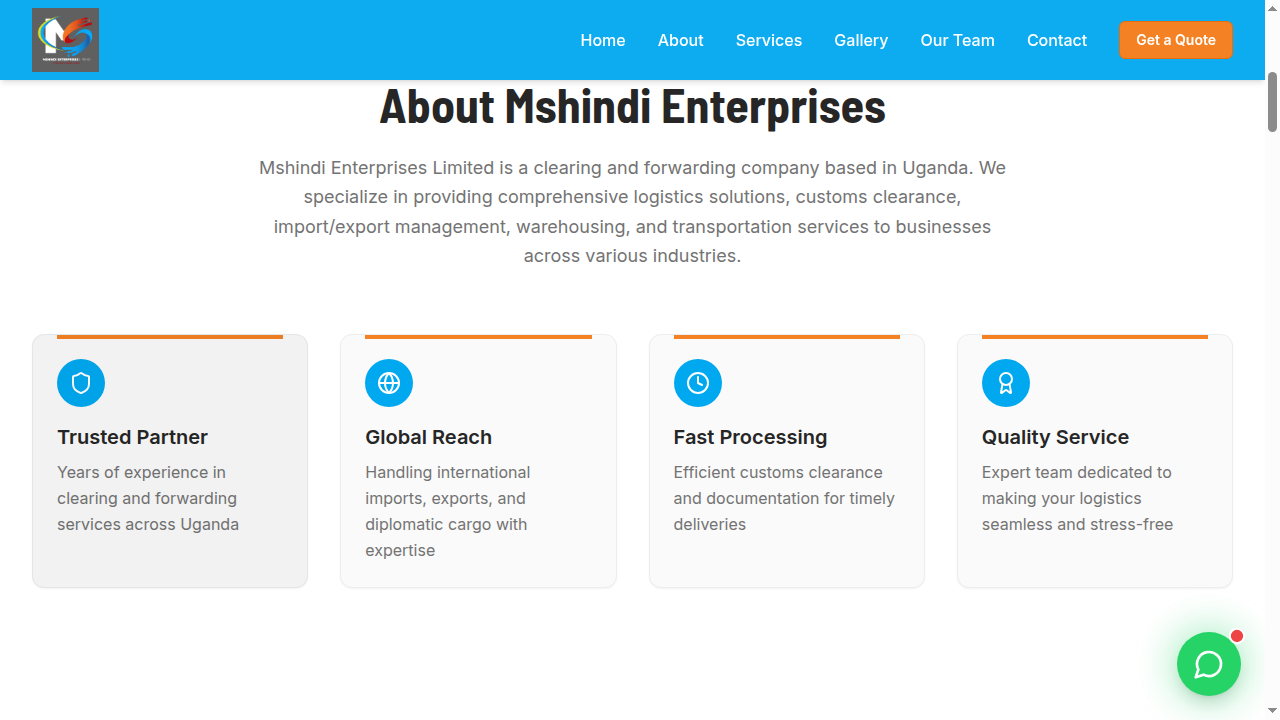 Home About Services Gallery Our Team Contact Get a Quote
About Mshindi Enterprises
Mshindi Enterprises Limited is a clearing and forwarding company based in Uganda. We
specialize in providing comprehensive logistics solutions, customs clearance,
import/export management, warehousing, and transportation services to businesses
across various industries.
Trusted Partner
Years of experience in
clearing and forwarding
services across Uganda
Global Reach
Handling international
imports, exports, and
diplomatic cargo with
expertise
Fast Processing
Efficient customs clearance
and documentation for timely
deliveries
Quality Service
Expert team dedicated to
making your logistics
seamless and stress-free